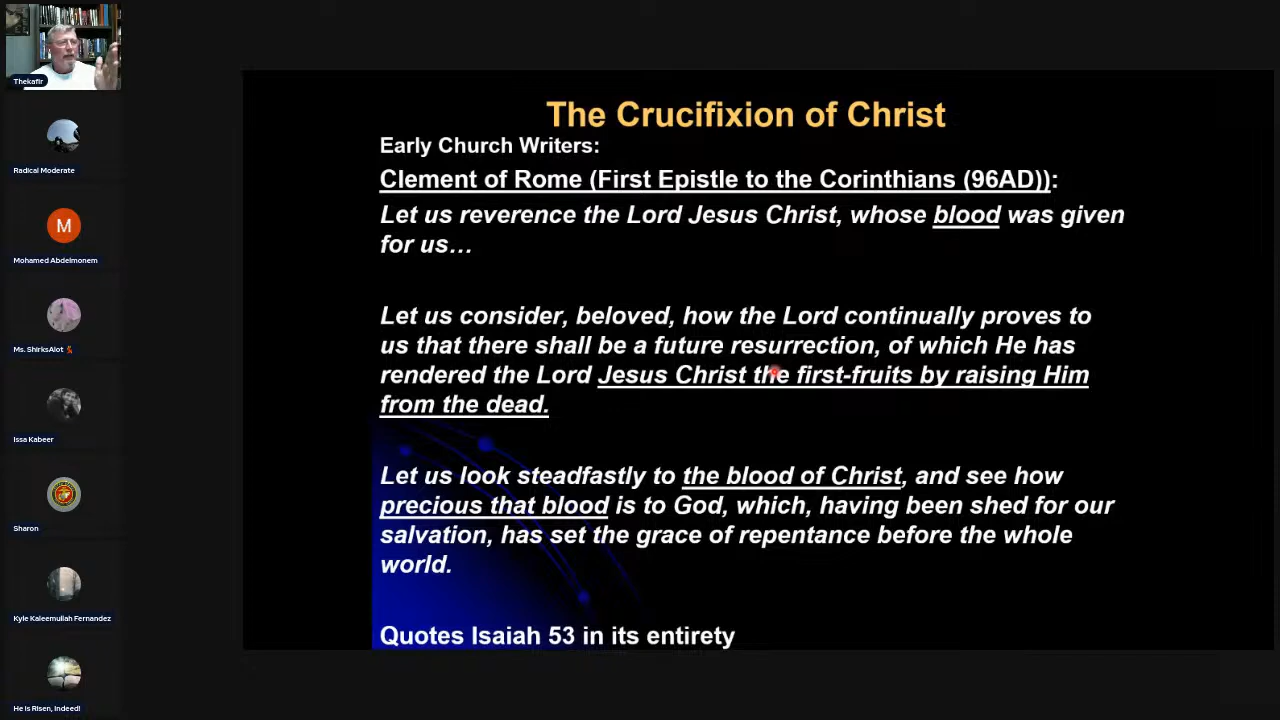 Thekafir
Radical Moderate
M
Mohamed Abdelmonem
Ms. ShirksAlot
Issa Kabeer
Sharon
Kyle Kaleemullah Fernandez
He is Risen, Indeed!
The Crucifixion of Christ
Early Church Writers:
Clement of Rome (First Epistle to the Corinthians (96AD)):
Let us reverence the Lord Jesus Christ, whose blood was given
for us…
Let us consider, beloved, how the Lord continually proves to
us that there shall be a future resurrection, of which He has
rendered the Lord Jesus Christ the first-fruits by raising Him
from the dead.
Let us look steadfastly to the blood of Christ, and see how
precious that blood is to God, which, having been shed for our
salvation, has set the grace of repentance before the whole
world.
Quotes Isaiah 53 in its entirety